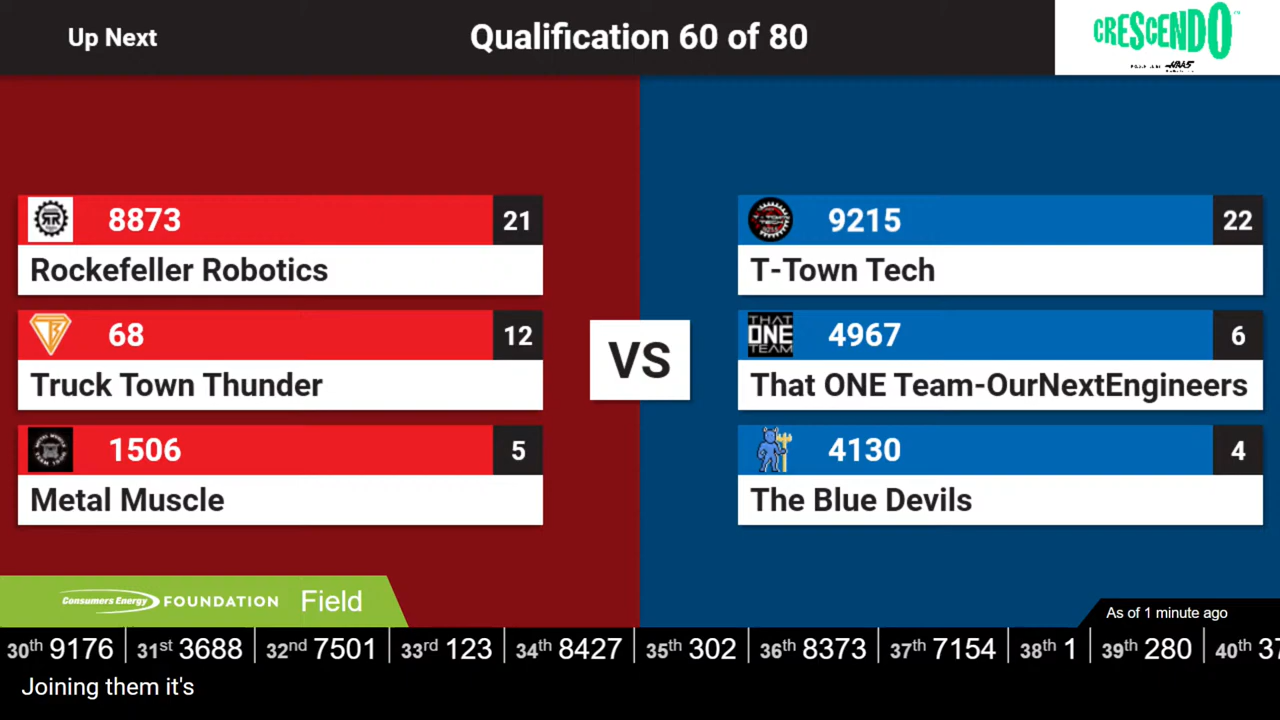 Up Next
Qualification 60 of 80
CRESCENDO
8873 21
Rockefeller Robotics
68 12
Truck Town Thunder
1506 5
Metal Muscle
VS
9215 22
T-Town Tech
THAT
ONE
TEAM
4967 6
That ONE Team-OurNextEngineers
4130 4
The Blue Devils
Consumers Energy FOUNDATION Field
As of 1 minute ago
30th 9176 31st 3688 32nd 7501 33rd 123 34th 8427 35th 302 36th 8373 37th 7154 38th 1 39th 280 40th 37
Joining them it's